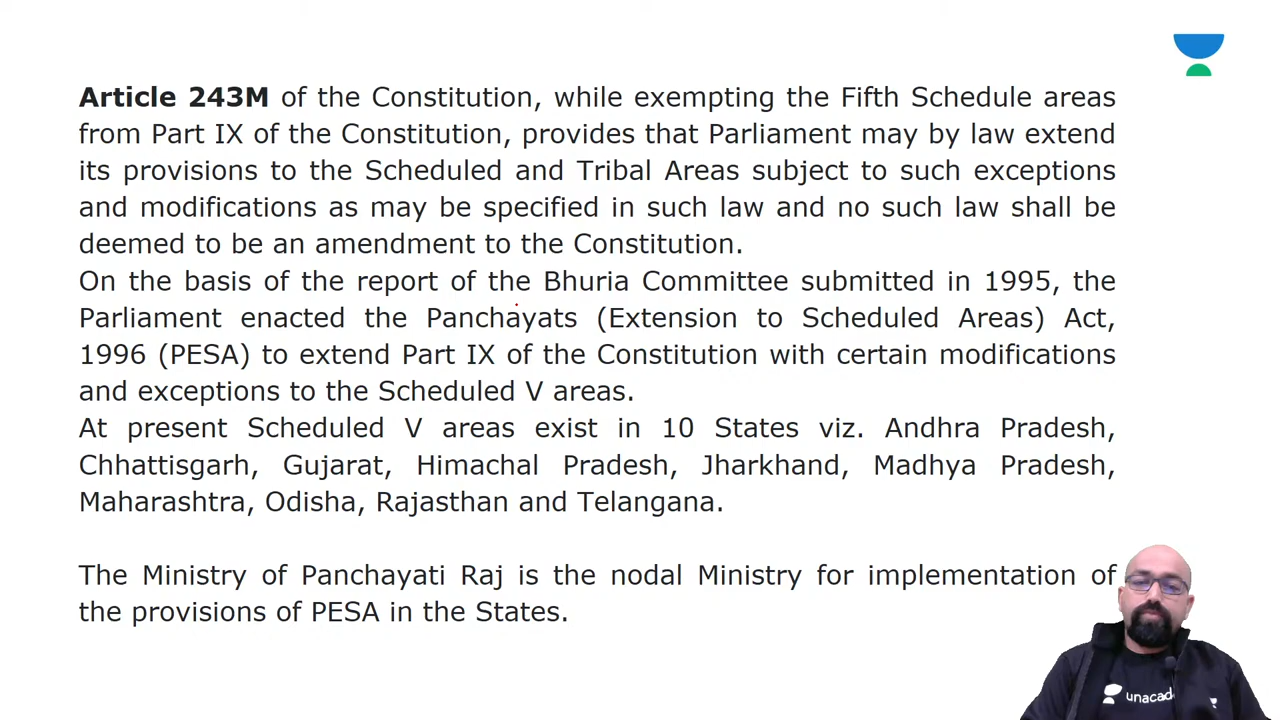 Article 243M of the Constitution, while exempting the Fifth Schedule areas
from Part IX of the Constitution, provides that Parliament may by law extend
its provisions to the Scheduled and Tribal Areas subject to such exceptions
and modifications as may be specified in such law and no such law shall be
deemed to be an amendment to the Constitution.
On the basis of the report of the Bhuria Committee submitted in 1995, the
Parliament enacted the Panchayats (Extension to Scheduled Areas) Act,
1996 (PESA) to extend Part IX of the Constitution with certain modifications
and exceptions to the Scheduled V areas.
At present Scheduled V areas exist in 10 States viz. Andhra Pradesh,
Chhattisgarh, Gujarat, Himachal Pradesh, Jharkhand, Madhya Pradesh,
Maharashtra, Odisha, Rajasthan and Telangana.
The Ministry of Panchayati Raj is the nodal Ministry for implementation of
the provisions of PESA in the States.
unacad